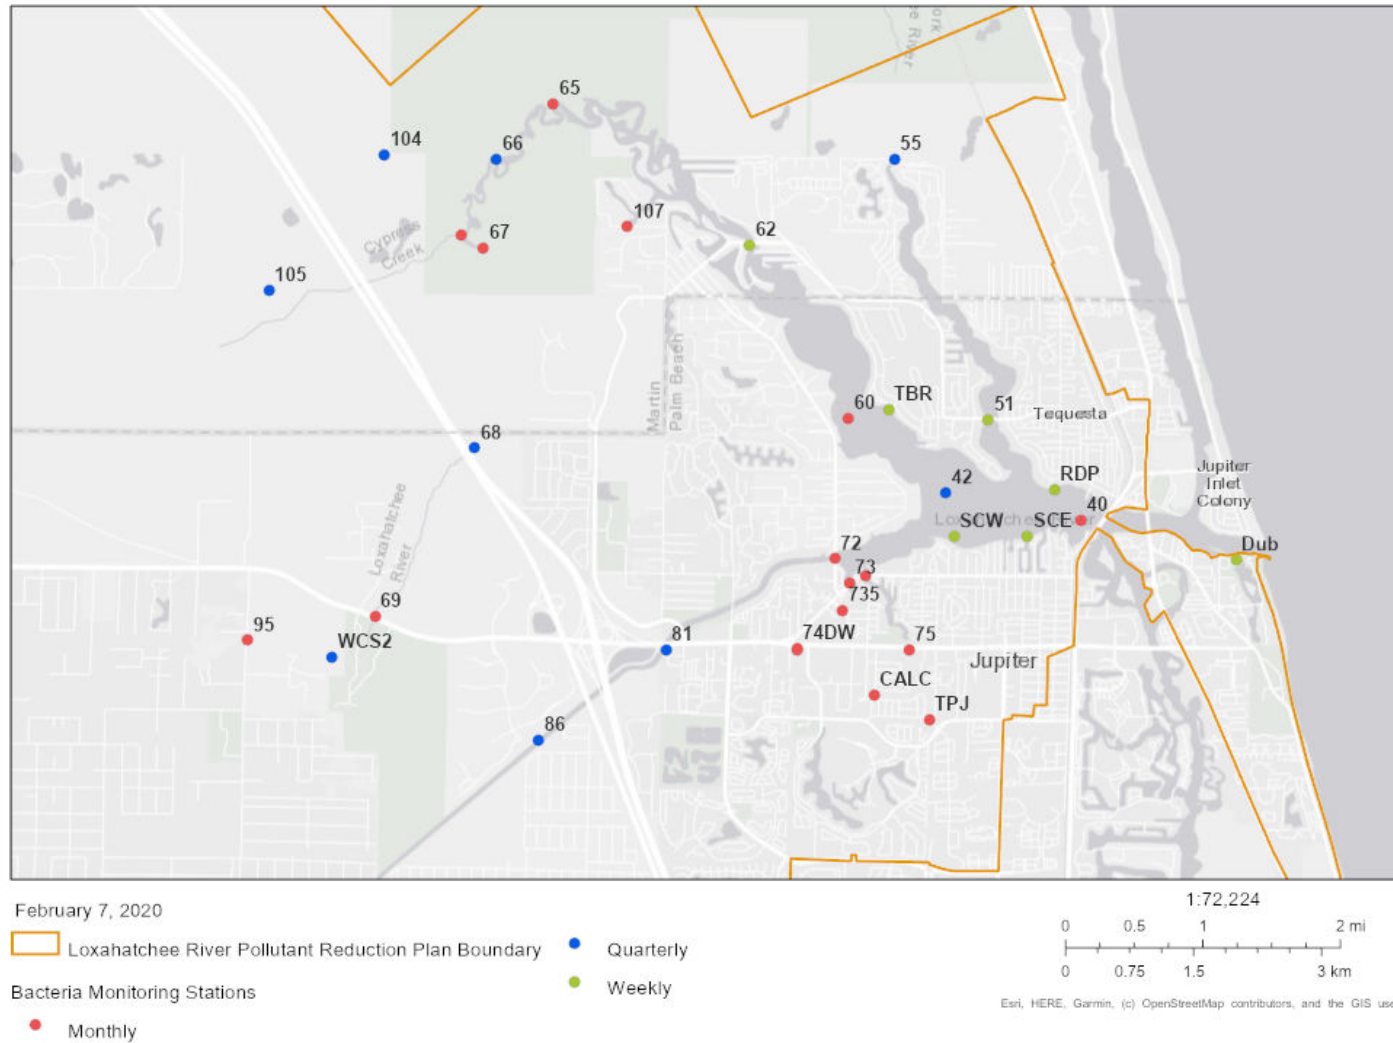 ork
ee River
65
104
66
55
107
67
62
Cypress
Creek
105
Martin
Palm Beach
TBR
60
51
Tequesta
68
Jupiter
Inlet
Colony
RDP
42
40
SCW
SCE
Loxahatchee
River
Dub
72
73
735
69
95
WCS2
81
74DW
75
Jupiter
CALC
TPJ
86
February 7, 2020
1:72,224
0 0.5 1 2 mi
0 0.75 1.5 3 km
Loxahatchee River Pollutant Reduction Plan Boundary
Quarterly
Bacteria Monitoring Stations
Weekly
Monthly
Esri, HERE, Garmin, (c) OpenStreetMap contributors, and the GIS use